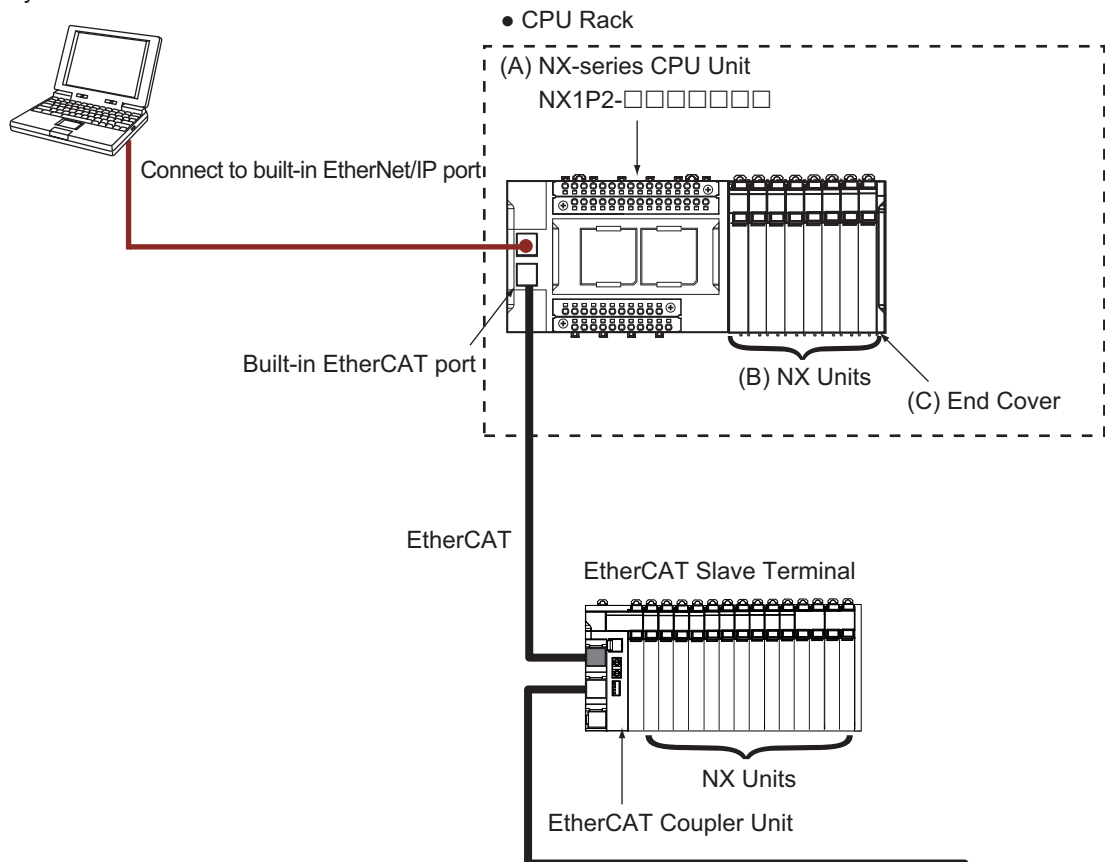 ● CPU Rack
(A) NX-series CPU Unit
NX1P2-□□□□□□□
Connect to built-in EtherNet/IP port
Built-in EtherCAT port
(B) NX Units
(C) End Cover
EtherCAT
EtherCAT Slave Terminal
NX Units
EtherCAT Coupler Unit